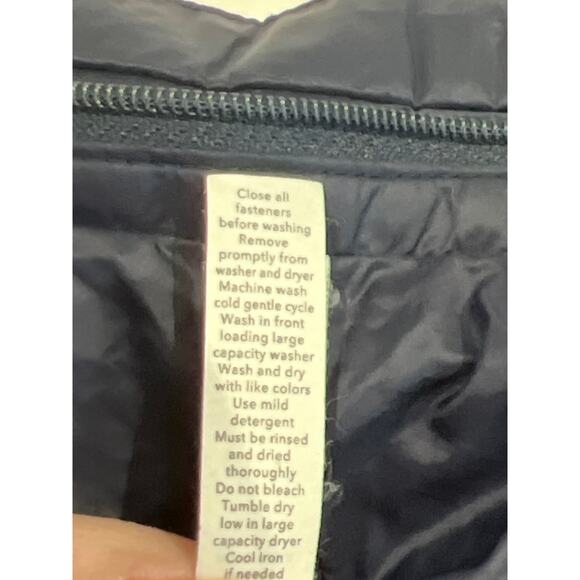 Close all
fasteners
before washing
Remove
promptly from
washer and dryer
Machine wash
cold gentle cycle
Wash in front
loading large
capacity washer
Wash and dry
with like colors
Use mild
detergent
Must be rinsed
and dried
thoroughly
Do not bleach
Tumble dry
low in large
capacity dryer
Cool Iron
if needed